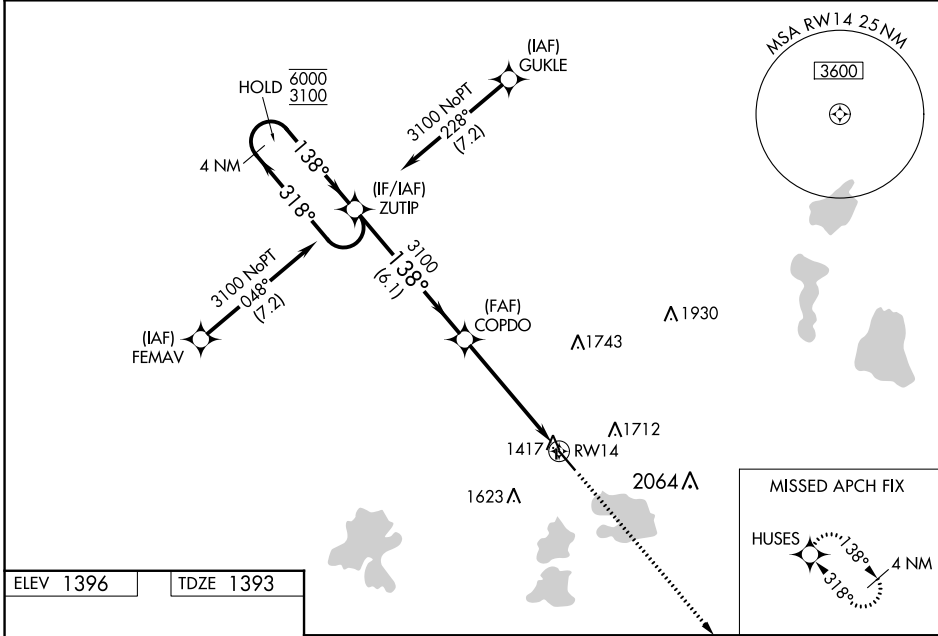 MSA RW14 25NM
3600
(IAF)
GUKLE
3100 NoPT
228°
(7.2)
HOLD
6000
3100
4 NM
138°
318°
(IF/IAF)
ZUTIP
3100
138°
(6.1)
3100 NoPT
048°
(7.2)
(IAF)
FEMAV
(FAF)
COPDO
1930
1743
1712
1417
RW14
2064
1623
MISSED APCH FIX
HUSES
138°
318°
4 NM
ELEV 1396
TDZE 1393